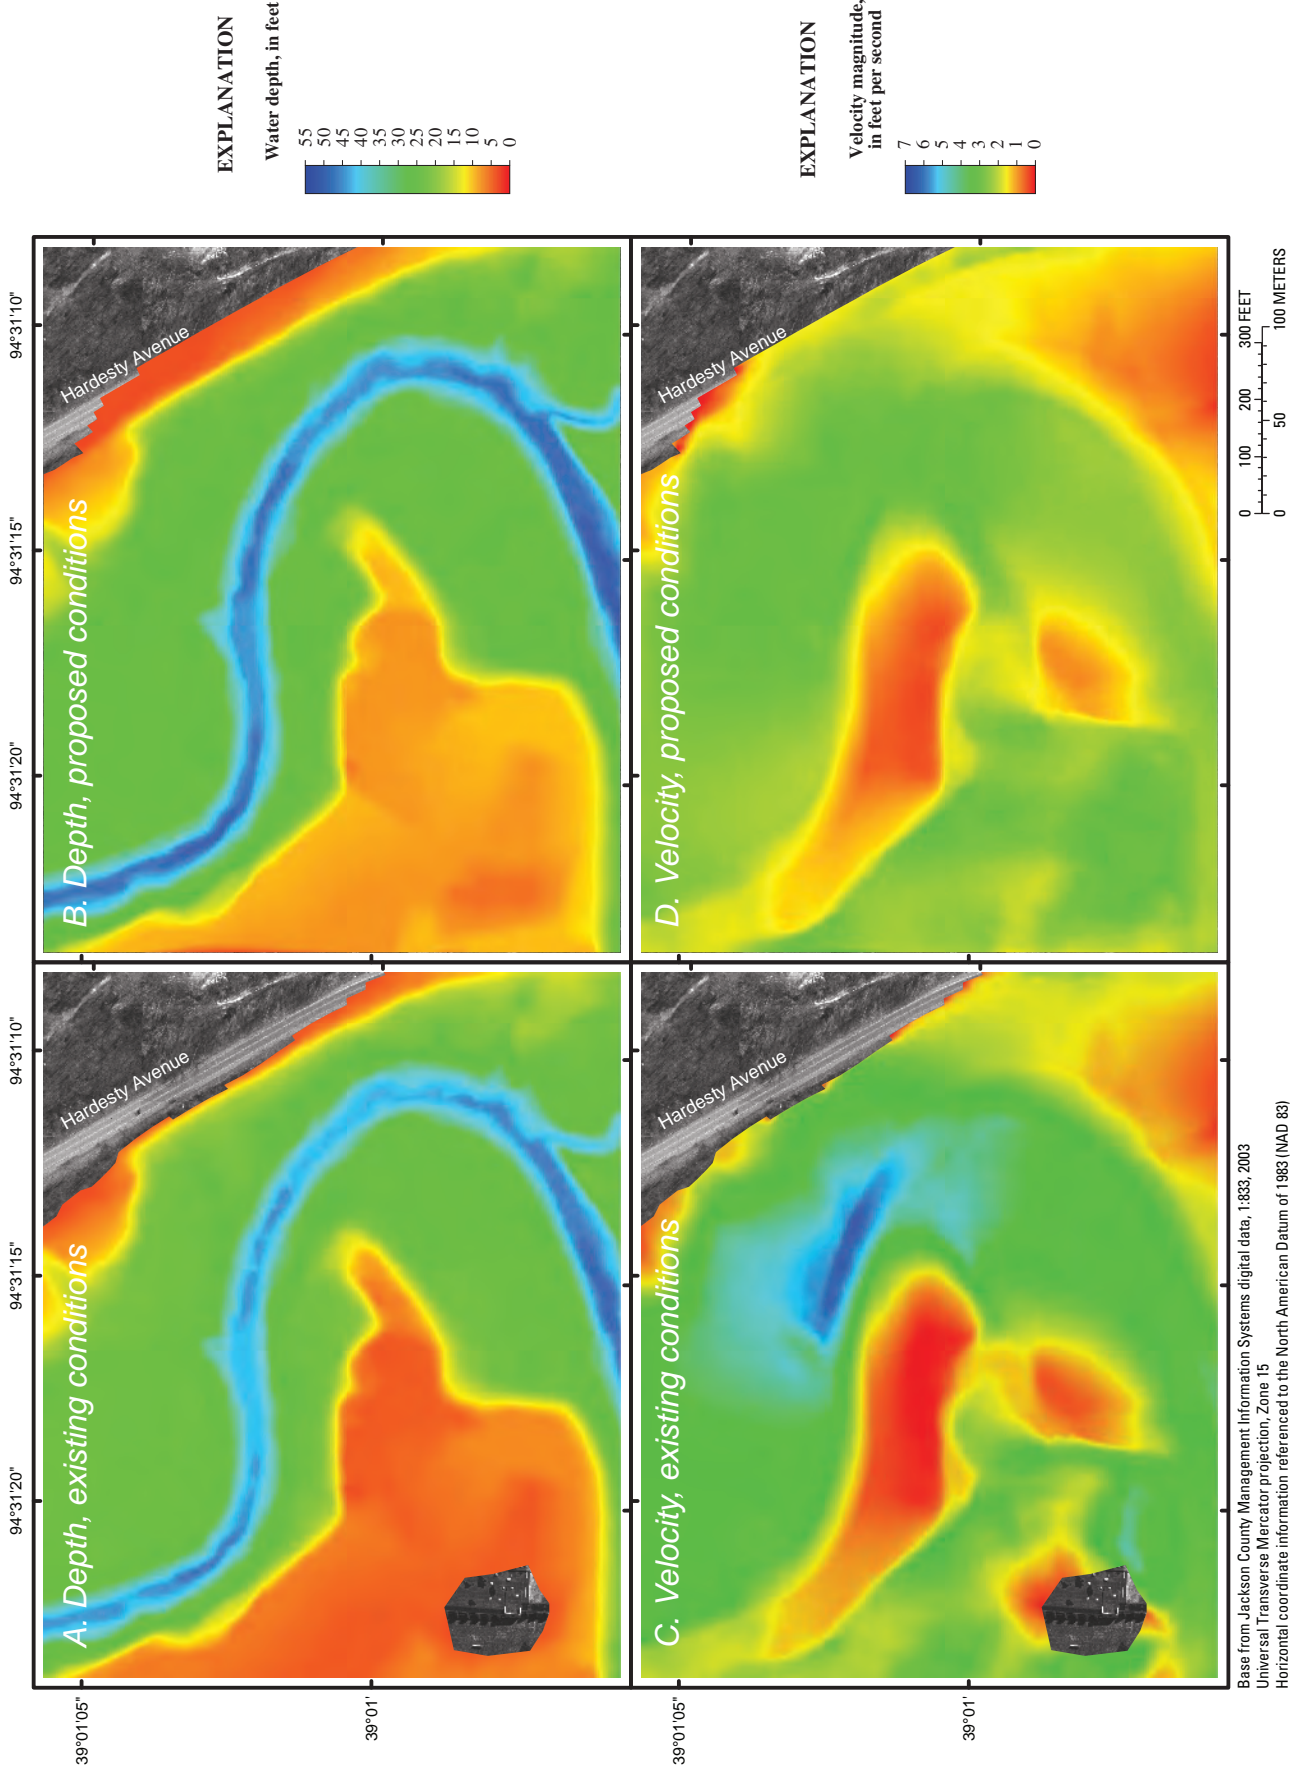 94°31'20"
94°31'15"
94°31'10"
94°31'20"
94°31'15"
94°31'10"
39°01'05"
39°01'
A. Depth, existing conditions
Hardesty Avenue
B. Depth, proposed conditions
Hardesty Avenue
EXPLANATION
Water depth, in feet
55
50
45
40
35
30
25
20
15
10
5
0
39°01'05"
39°01'
C. Velocity, existing conditions
Hardesty Avenue
D. Velocity, proposed conditions
Hardesty Avenue
EXPLANATION
Velocity magnitude,
in feet per second
7
6
5
4
3
2
1
0
Base from Jackson County Management Information Systems digital data, 1:833, 2003
Universal Transverse Mercator projection, Zone 15
Horizontal coordinate information referenced to the North American Datum of 1983 (NAD 83)
0 100 200 300 FEET
0 50 100 METERS